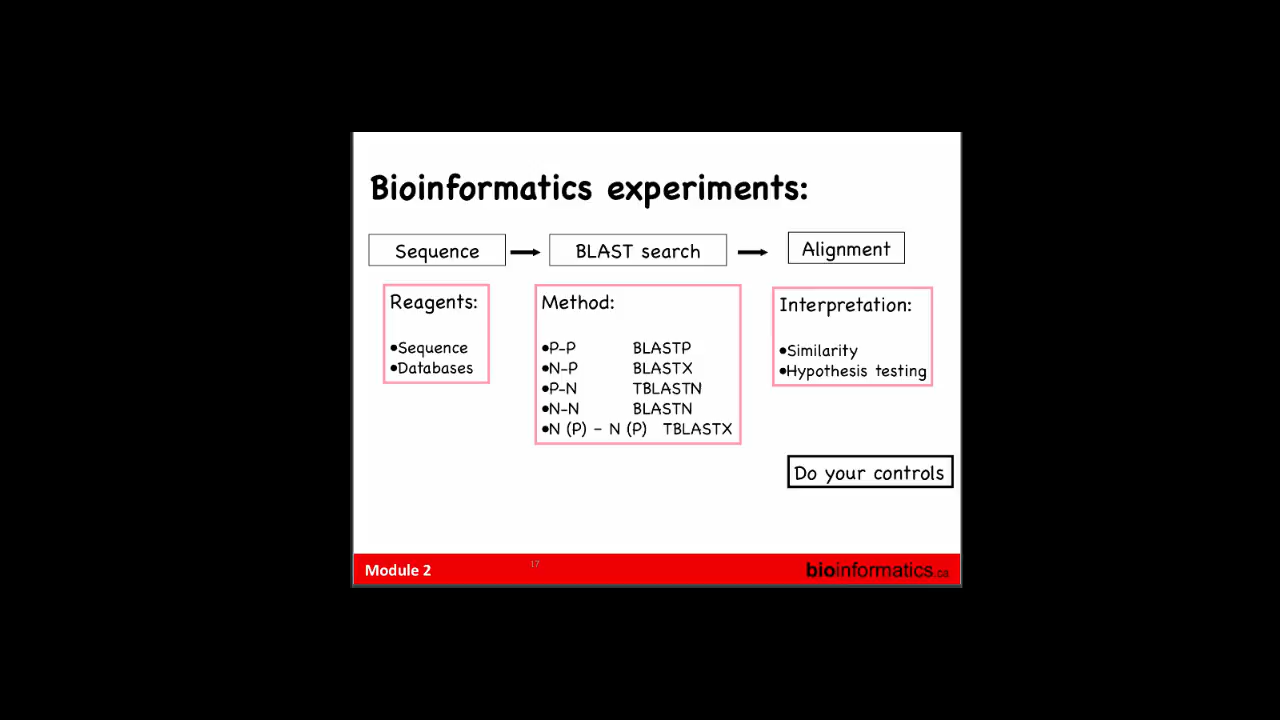 Bioinformatics experiments:
Sequence
BLAST search
Alignment
Reagents:
•Sequence
•Databases
Method:
•P-P BLASTP
•N-P BLASTX
•P-N TBLASTN
•N-N BLASTN
•N (P) - N (P) TBLASTX
Interpretation:
•Similarity
•Hypothesis testing
Do your controls
Module 2
17
bioinformatics.ca